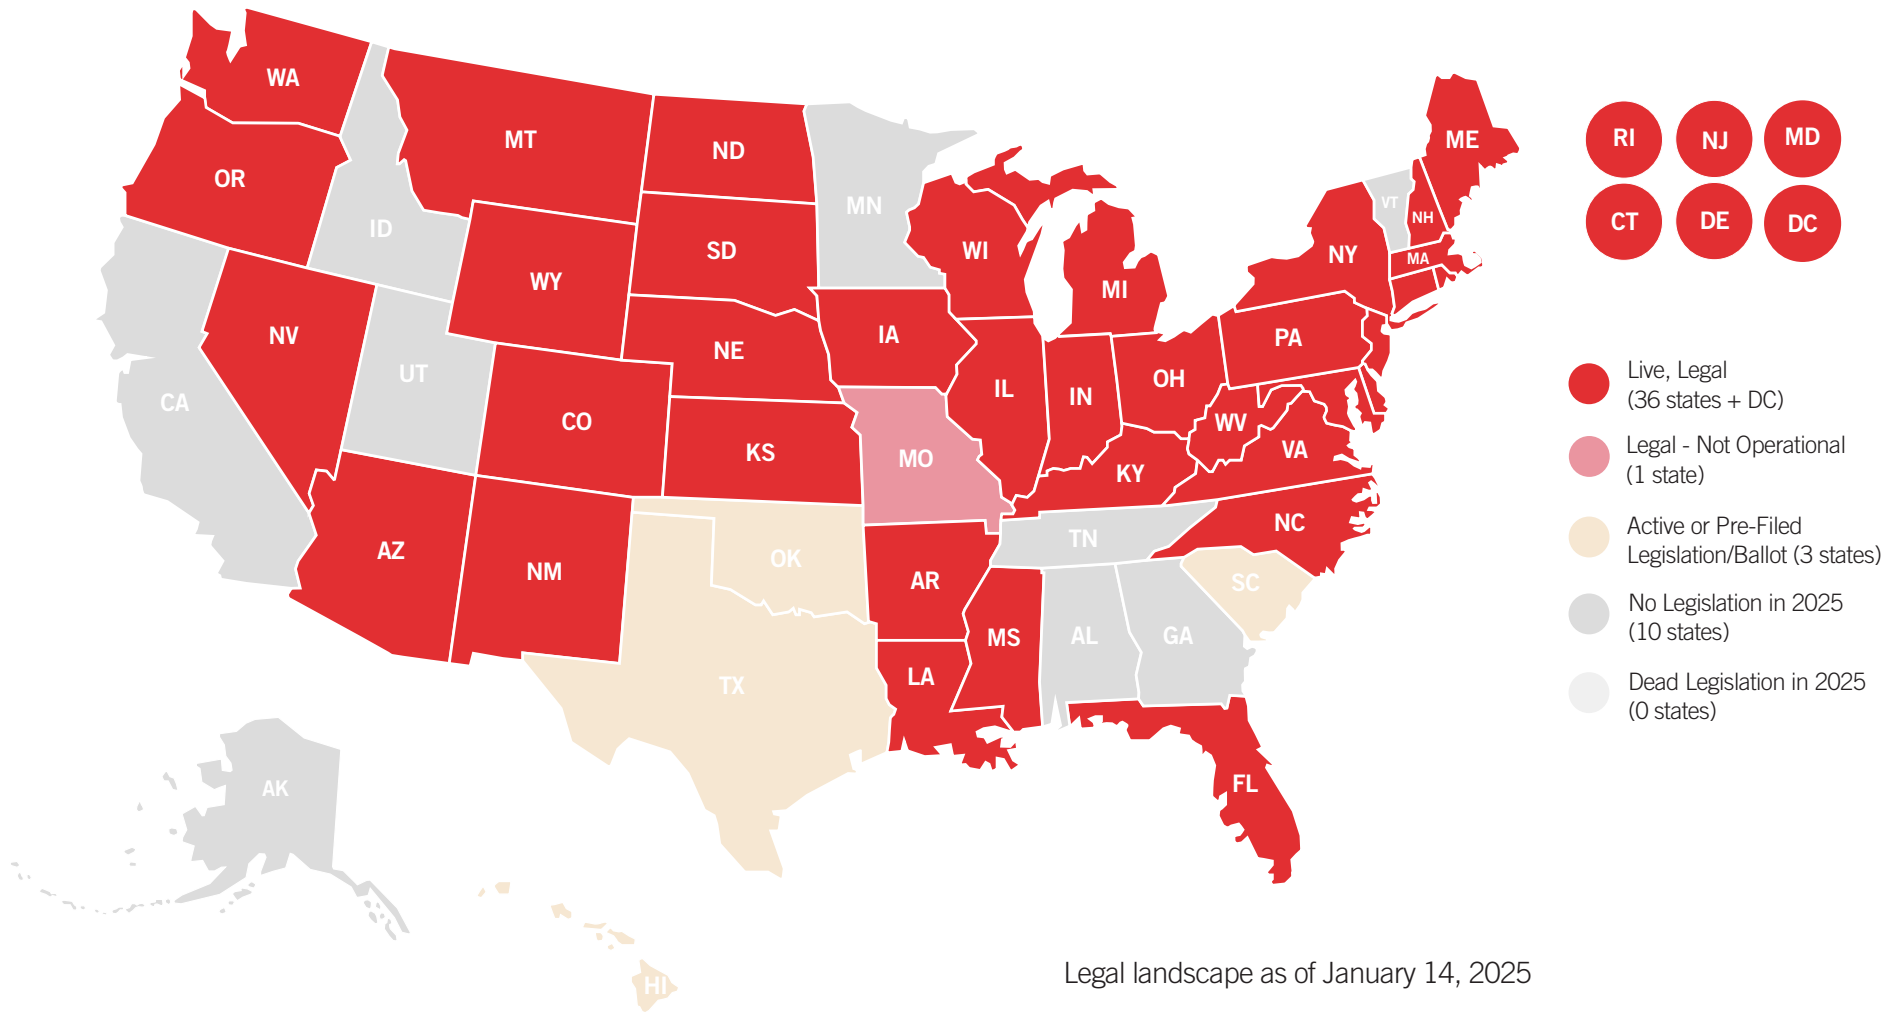 WA
MT
ND
OR
ID
MN
SD
WY
WI
MI
ME
VT
NH
NY
MA
RI
NJ
MD
CT
DE
DC
NV
UT
CA
CO
NE
IA
KS
MO
IL
IN
OH
PA
WV
VA
KY
NC
TN
AZ
NM
OK
AR
SC
TX
LA
MS
AL
GA
FL
AK
HI
Live, Legal
(36 states + DC)
Legal - Not Operational
(1 state)
Active or Pre-Filed
Legislation/Ballot (3 states)
No Legislation in 2025
(10 states)
Dead Legislation in 2025
(0 states)
Legal landscape as of January 14, 2025